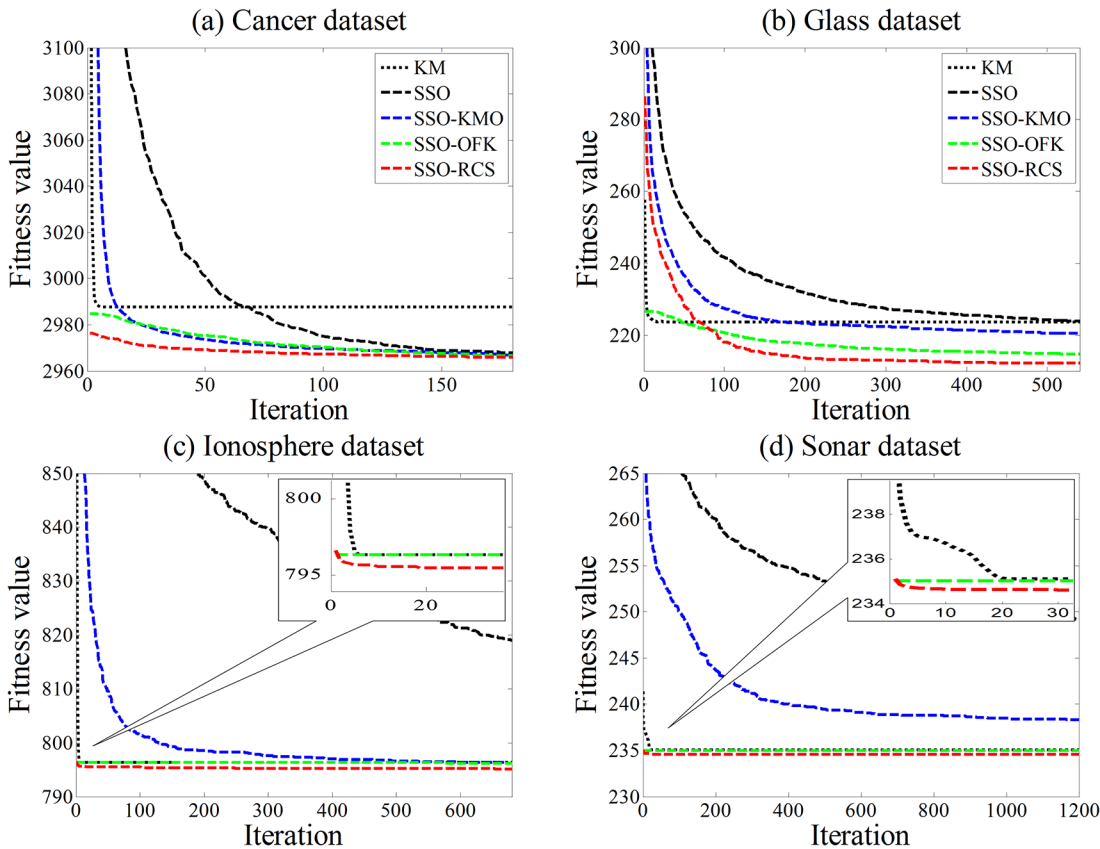 (a) Cancer dataset
3100
3080
3060
3040
3020
3000
2980
2960
0 50 100 150
Fitness value
Iteration
KM
SSO
SSO-KMO
SSO-OFK
SSO-RCS
(b) Glass dataset
300
280
260
240
220
0 100 200 300 400 500
Fitness value
Iteration
KM
SSO
SSO-KMO
SSO-OFK
SSO-RCS
(c) Ionosphere dataset
850
840
830
820
810
800
790
0 100 200 300 400 500 600
Fitness value
Iteration
800
795
0 20
(d) Sonar dataset
265
260
255
250
245
240
235
230
0 200 400 600 800 1000 1200
Fitness value
Iteration
238
236
234
0 10 20 30